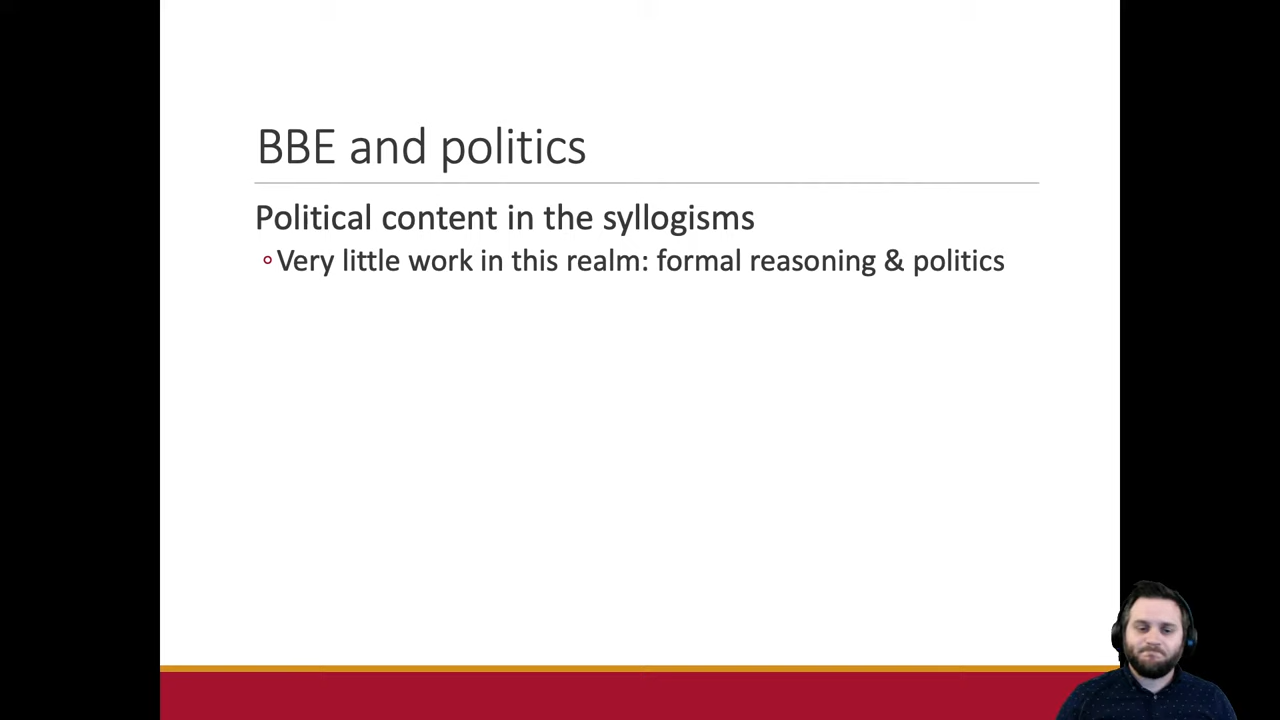 BBE and politics
Political content in the syllogisms
Very little work in this realm: formal reasoning & politics